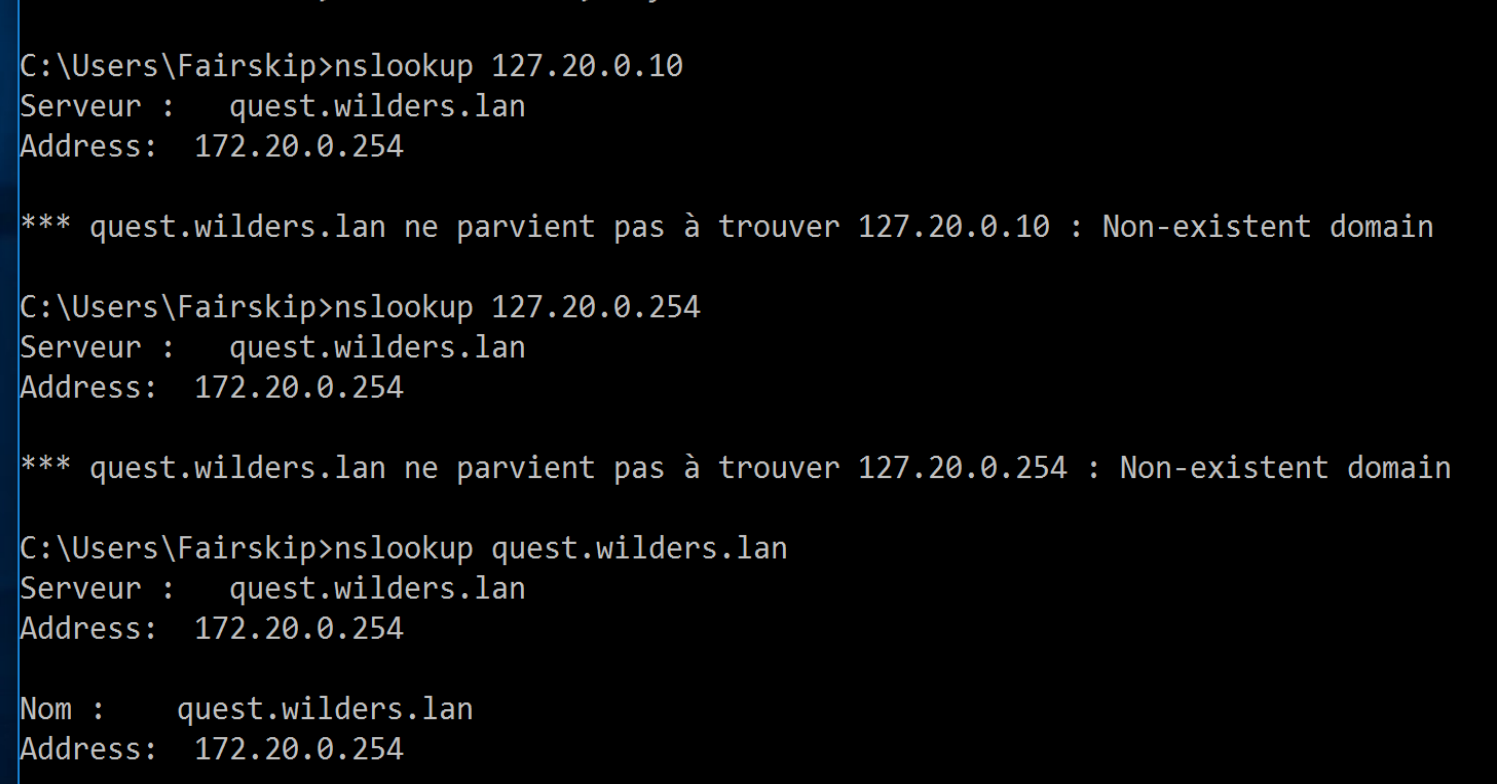 C:\Users\Fairskip>nslookup 127.20.0.10
Serveur :   quest.wilders.lan
Address:  172.20.0.254
*** quest.wilders.lan ne parvient pas à trouver 127.20.0.10 : Non-existent domain
C:\Users\Fairskip>nslookup 127.20.0.254
Serveur :   quest.wilders.lan
Address:  172.20.0.254
*** quest.wilders.lan ne parvient pas à trouver 127.20.0.254 : Non-existent domain
C:\Users\Fairskip>nslookup quest.wilders.lan
Serveur :   quest.wilders.lan
Address:  172.20.0.254
Nom :    quest.wilders.lan
Address:  172.20.0.254